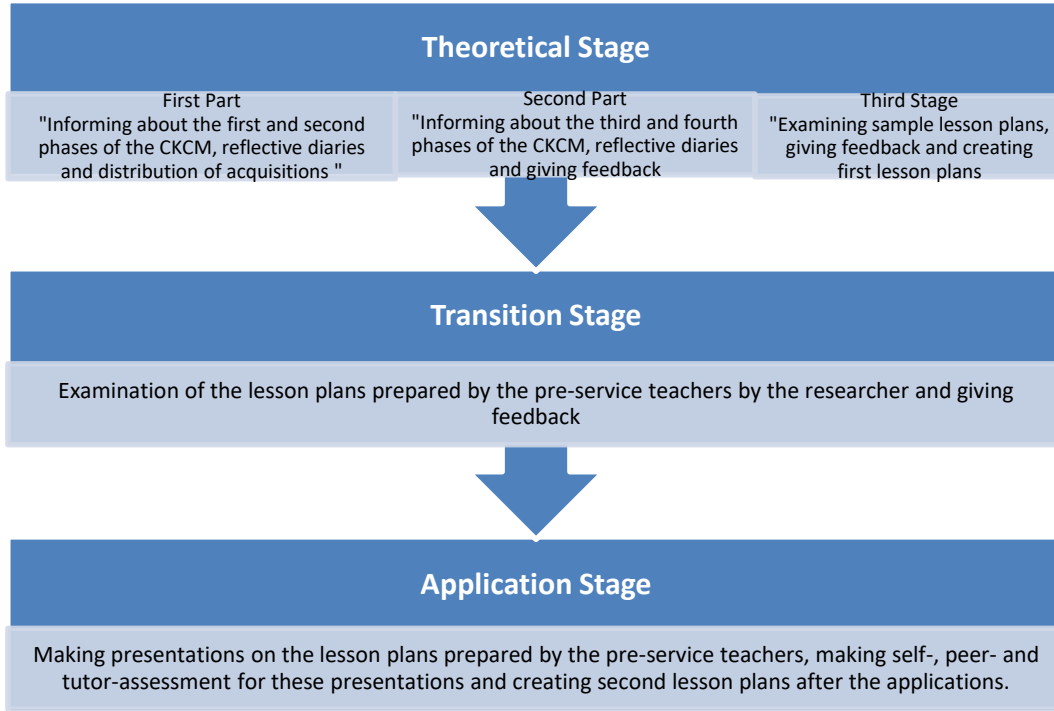 Theoretical Stage
First Part
"Informing about the first and second
phases of the CKCM, reflective diaries
and distribution of acquisitions "
Second Part
"Informing about the third and fourth
phases of the CKCM, reflective diaries
and giving feedback
Third Stage
"Examining sample lesson plans,
giving feedback and creating
first lesson plans
Transition Stage
Examination of the lesson plans prepared by the pre-service teachers by the researcher and giving
feedback
Application Stage
Making presentations on the lesson plans prepared by the pre-service teachers, making self-, peer- and
tutor-assessment for these presentations and creating second lesson plans after the applications.